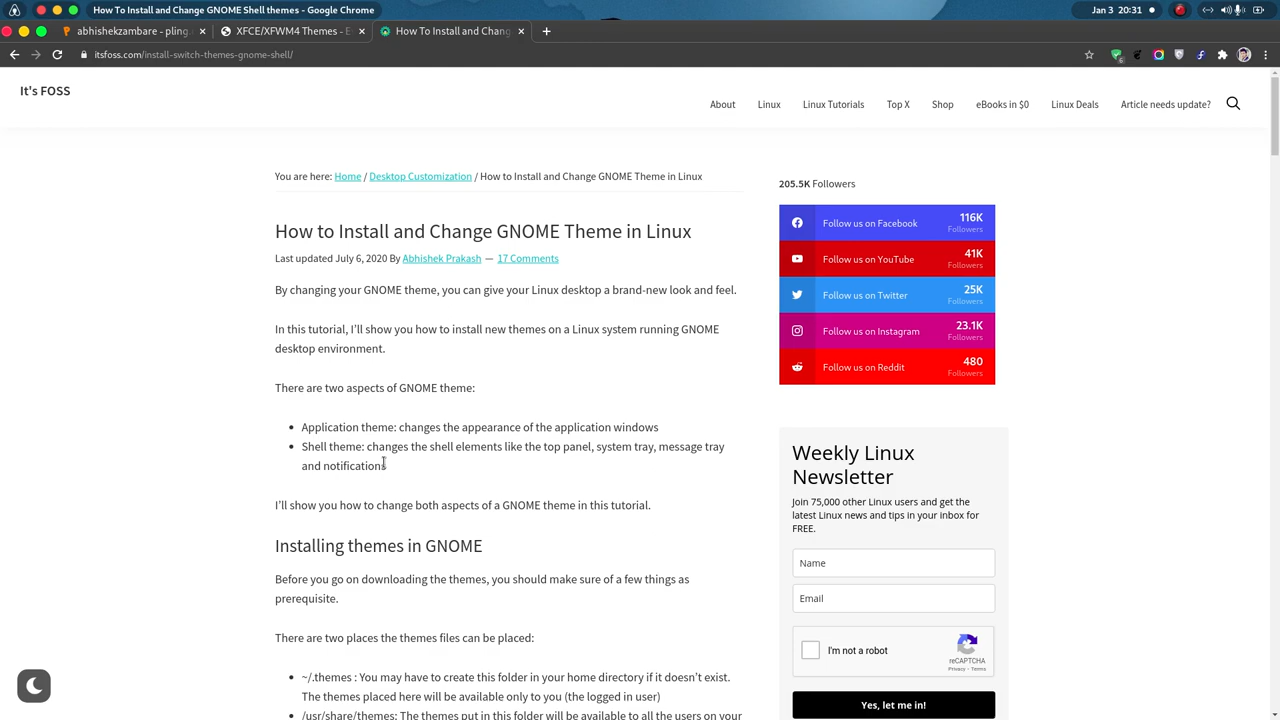 How To Install and Change GNOME Shell themes - Google Chrome
Jan 3 20:31
abhishekzambare - pling.
XFCE/XFWM4 Themes - E
How To Install and Chang
itsfoss.com/install-switch-themes-gnome-shell/
It's FOSS
About
Linux
Linux Tutorials
Top X
Shop
eBooks in $0
Linux Deals
Article needs update?
You are here: Home / Desktop Customization / How to Install and Change GNOME Theme in Linux
How to Install and Change GNOME Theme in Linux
Last updated July 6, 2020 By Abhishek Prakash — 17 Comments
By changing your GNOME theme, you can give your Linux desktop a brand-new look and feel.
In this tutorial, I’ll show you how to install new themes on a Linux system running GNOME
desktop environment.
There are two aspects of GNOME theme:
Application theme: changes the appearance of the application windows
Shell theme: changes the shell elements like the top panel, system tray, message tray
and notifications
I’ll show you how to change both aspects of a GNOME theme in this tutorial.
Installing themes in GNOME
Before you go on downloading the themes, you should make sure of a few things as
prerequisite.
There are two places the themes files can be placed:
~/.themes : You may have to create this folder in your home directory if it doesn’t exist.
The themes placed here will be available only to you (the logged in user)
/usr/share/themes: The themes put in this folder will be available to all the users on your
205.5K Followers
Follow us on Facebook
116K
Followers
Follow us on YouTube
41K
Followers
Follow us on Twitter
25K
Followers
Follow us on Instagram
23.1K
Followers
Follow us on Reddit
480
Followers
Weekly Linux
Newsletter
Join 75,000 other Linux users and get the
latest Linux news and tips in your inbox for
FREE.
Name
Email
I'm not a robot
reCAPTCHA
Privacy - Terms
Yes, let me in!